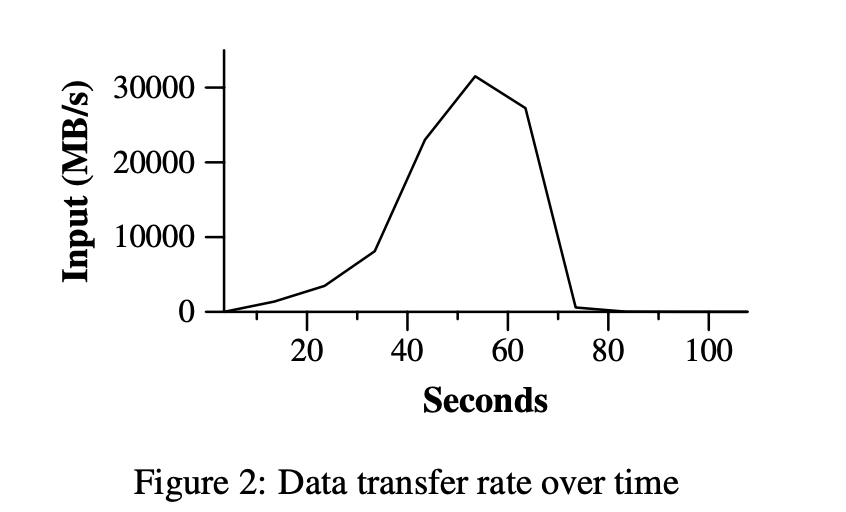 30000
20000
10000
0
Input (MB/s)
20 40 60 80 100
Seconds
Figure 2: Data transfer rate over time